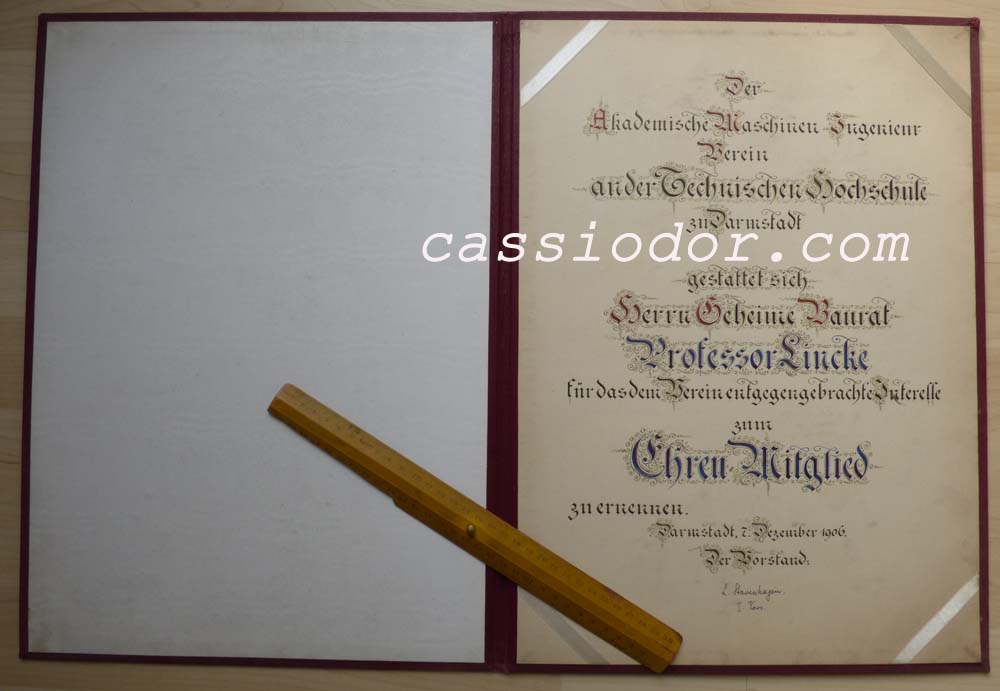 Der
Akademische Maschinen-Ingenieur-
Verein
an der Technischen Hochschule
zu Darmstadt
cassiodor.com
gestattet sich
Herrn Geheime Baurat
Professor Lincke
für das dem Verein entgegengebrachte Interesse
zum
Ehren-Mitglied
zu ernennen.
Darmstadt, 7. Dezember 1906.
Der Vorstand: